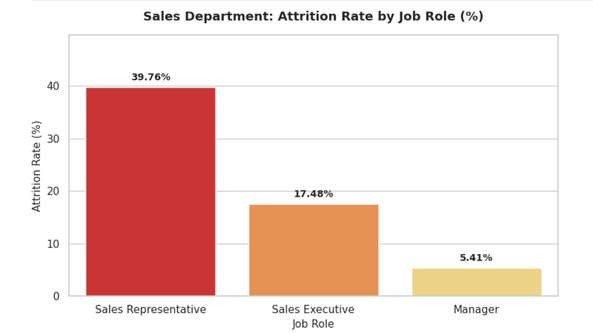 Sales Department: Attrition Rate by Job Role (%)
Attrition Rate (%)
40
30
20
10
0
39.76%
17.48%
5.41%
Sales Representative
Sales Executive
Manager
Job Role